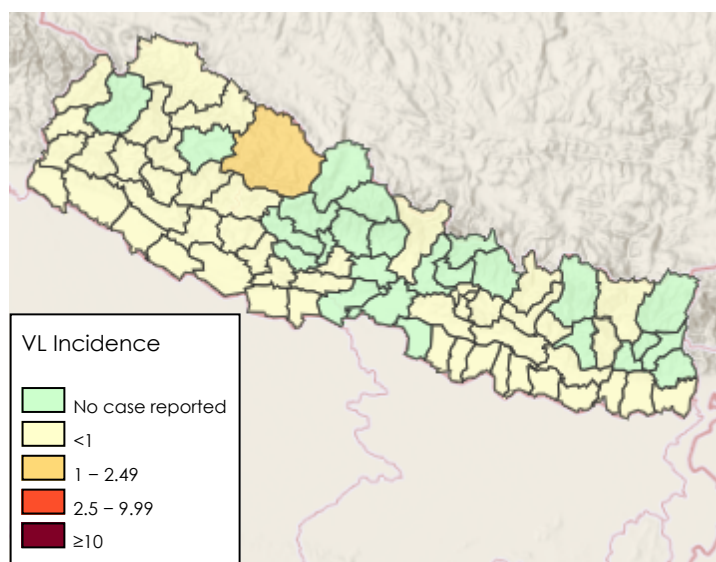 VL Incidence
No case reported
<1
1 – 2.49
2.5 – 9.99
≥10